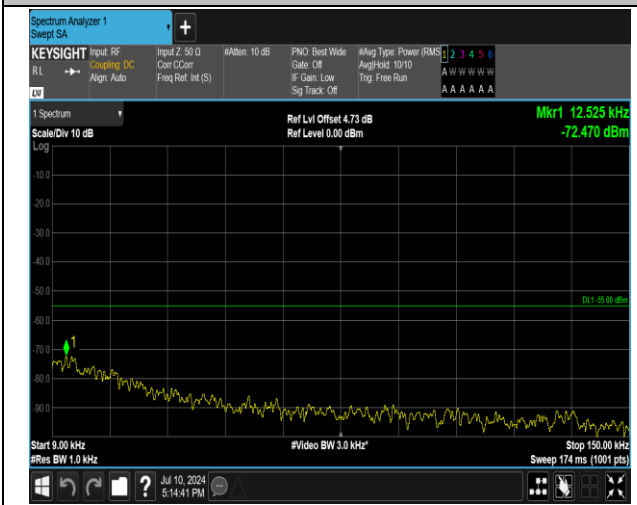 Spectrum Analyzer 1
Swept SA
+
KEYSIGHT Input: RF Input Z: 50 Ω #Atten: 10 dB PNO: Best Wide #Avg Type: Power (RMS 1 2 3 4 5 6
RL Coupling: DC Corr CCorr Gate: Off Avg|Hold: 10/10 A W W W W W
Align: Auto Freq Ref: Int (S) IF Gain: Low Trig: Free Run
Sig Track: Off A A A A A A
LXI
1 Spectrum Ref Lvl Offset 4.73 dB Mkr1 12.525 kHz
Scale/Div 10 dB Ref Level 0.00 dBm -72.470 dBm
Log
-10.0
-20.0
-30.0
-40.0
-50.0
DL1 -55.00 dBm
-60.0
1
-70.0
-80.0
-90.0
Start 9.00 kHz #Video BW 3.0 kHz* Stop 150.00 kHz
#Res BW 1.0 kHz Sweep 174 ms (1001 pts)
? Jul 10, 2024
5:14:41 PM